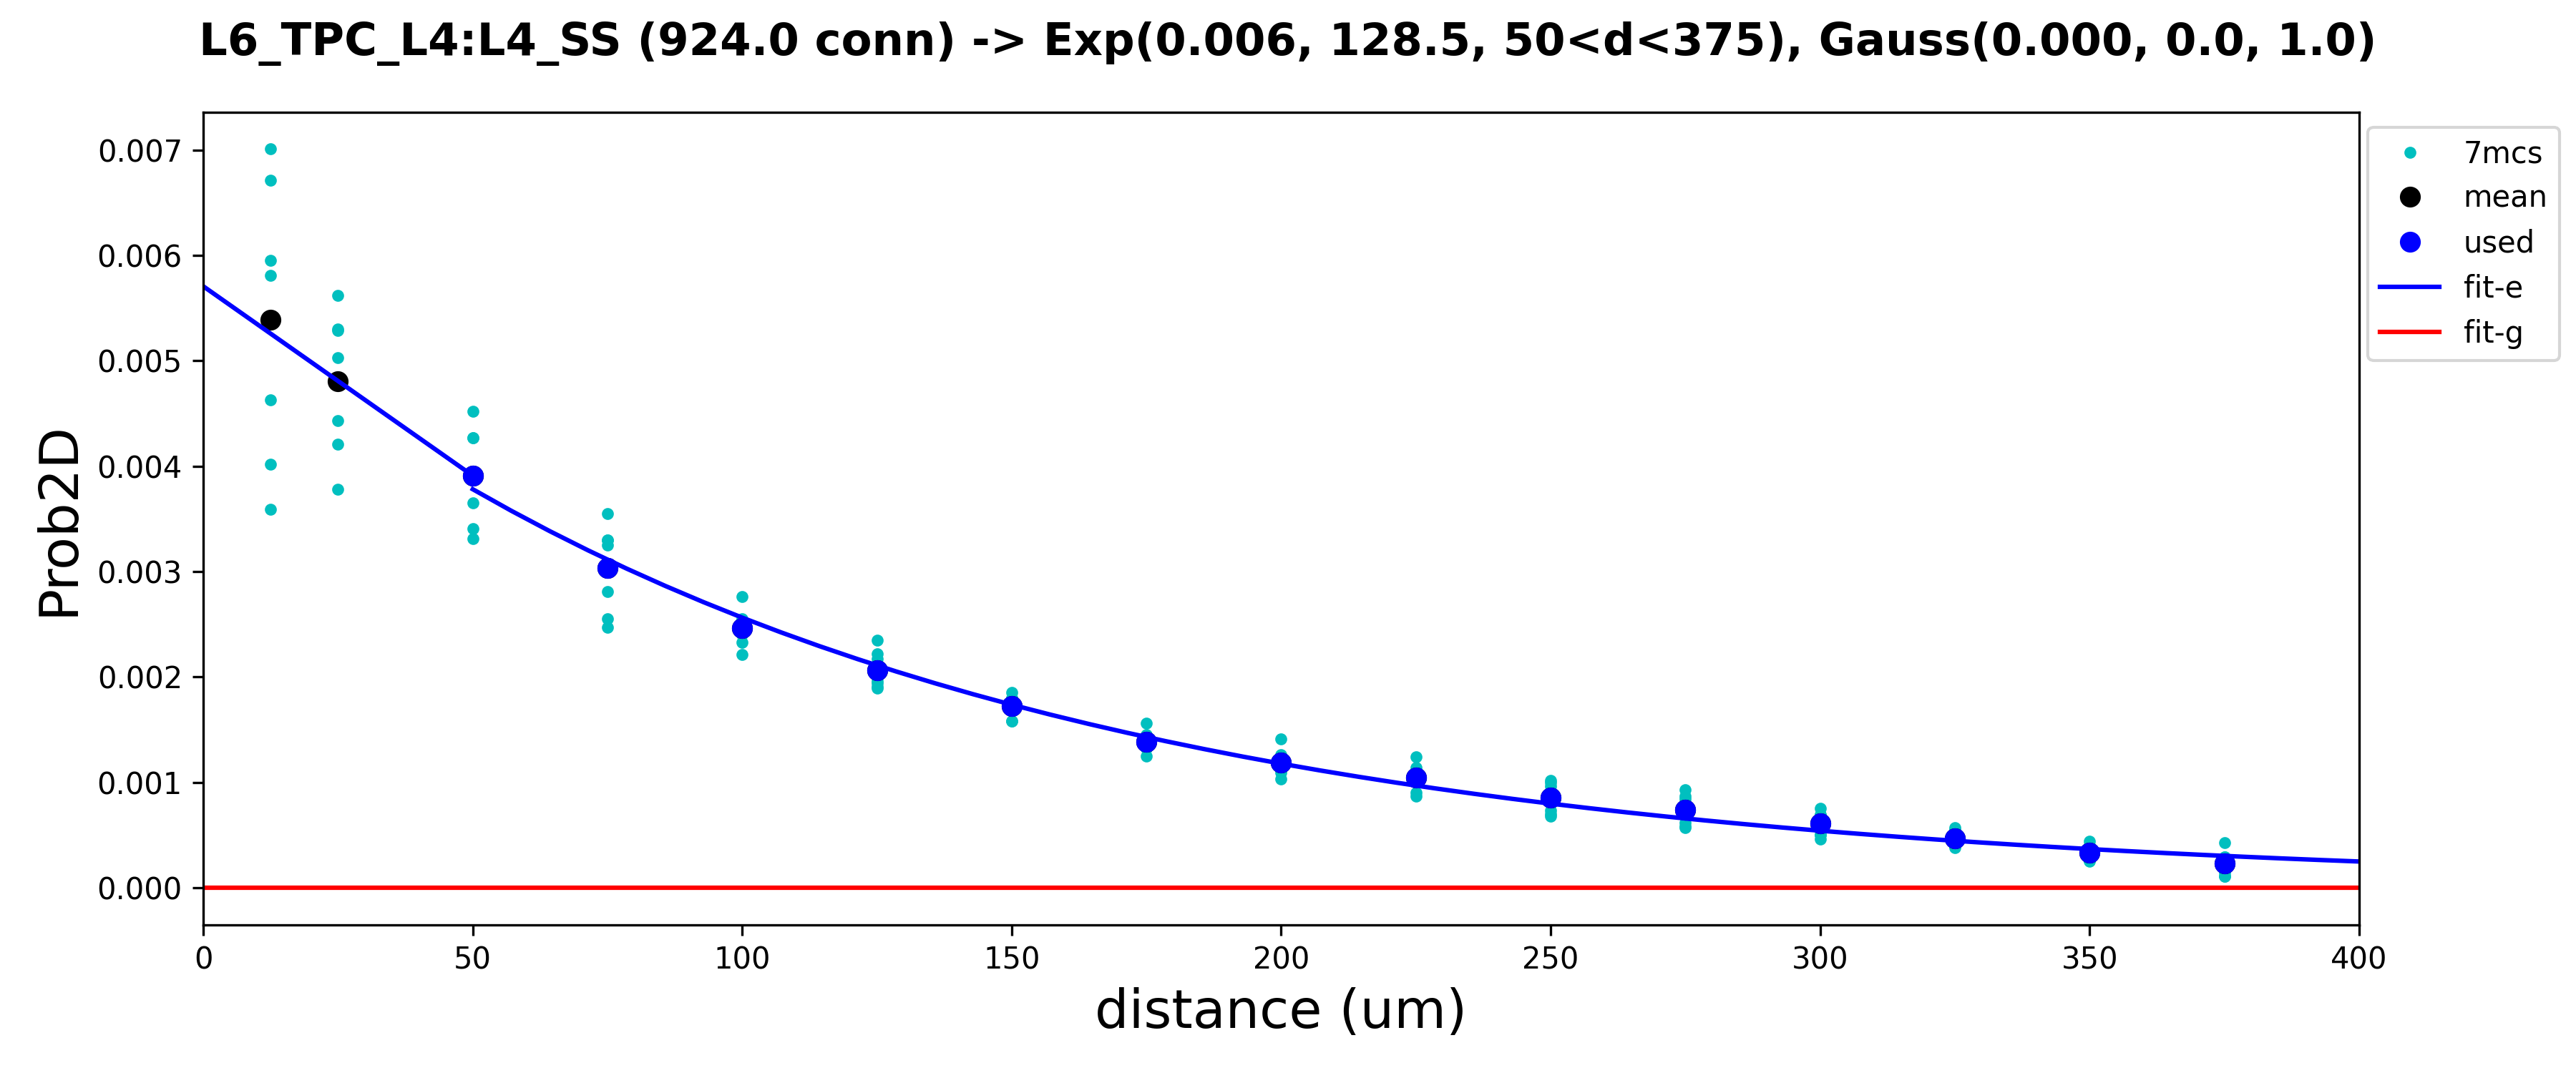 L6_TPC_L4:L4_SS (924.0 conn) -> Exp(0.006, 128.5, 50<d<375), Gauss(0.000, 0.0, 1.0)
0.007
0.006
0.005
0.004
0.003
0.002
0.001
0.000
Prob2D
0 50 100 150 200 250 300 350 400
distance (um)
7mcs
mean
used
fit-e
fit-g